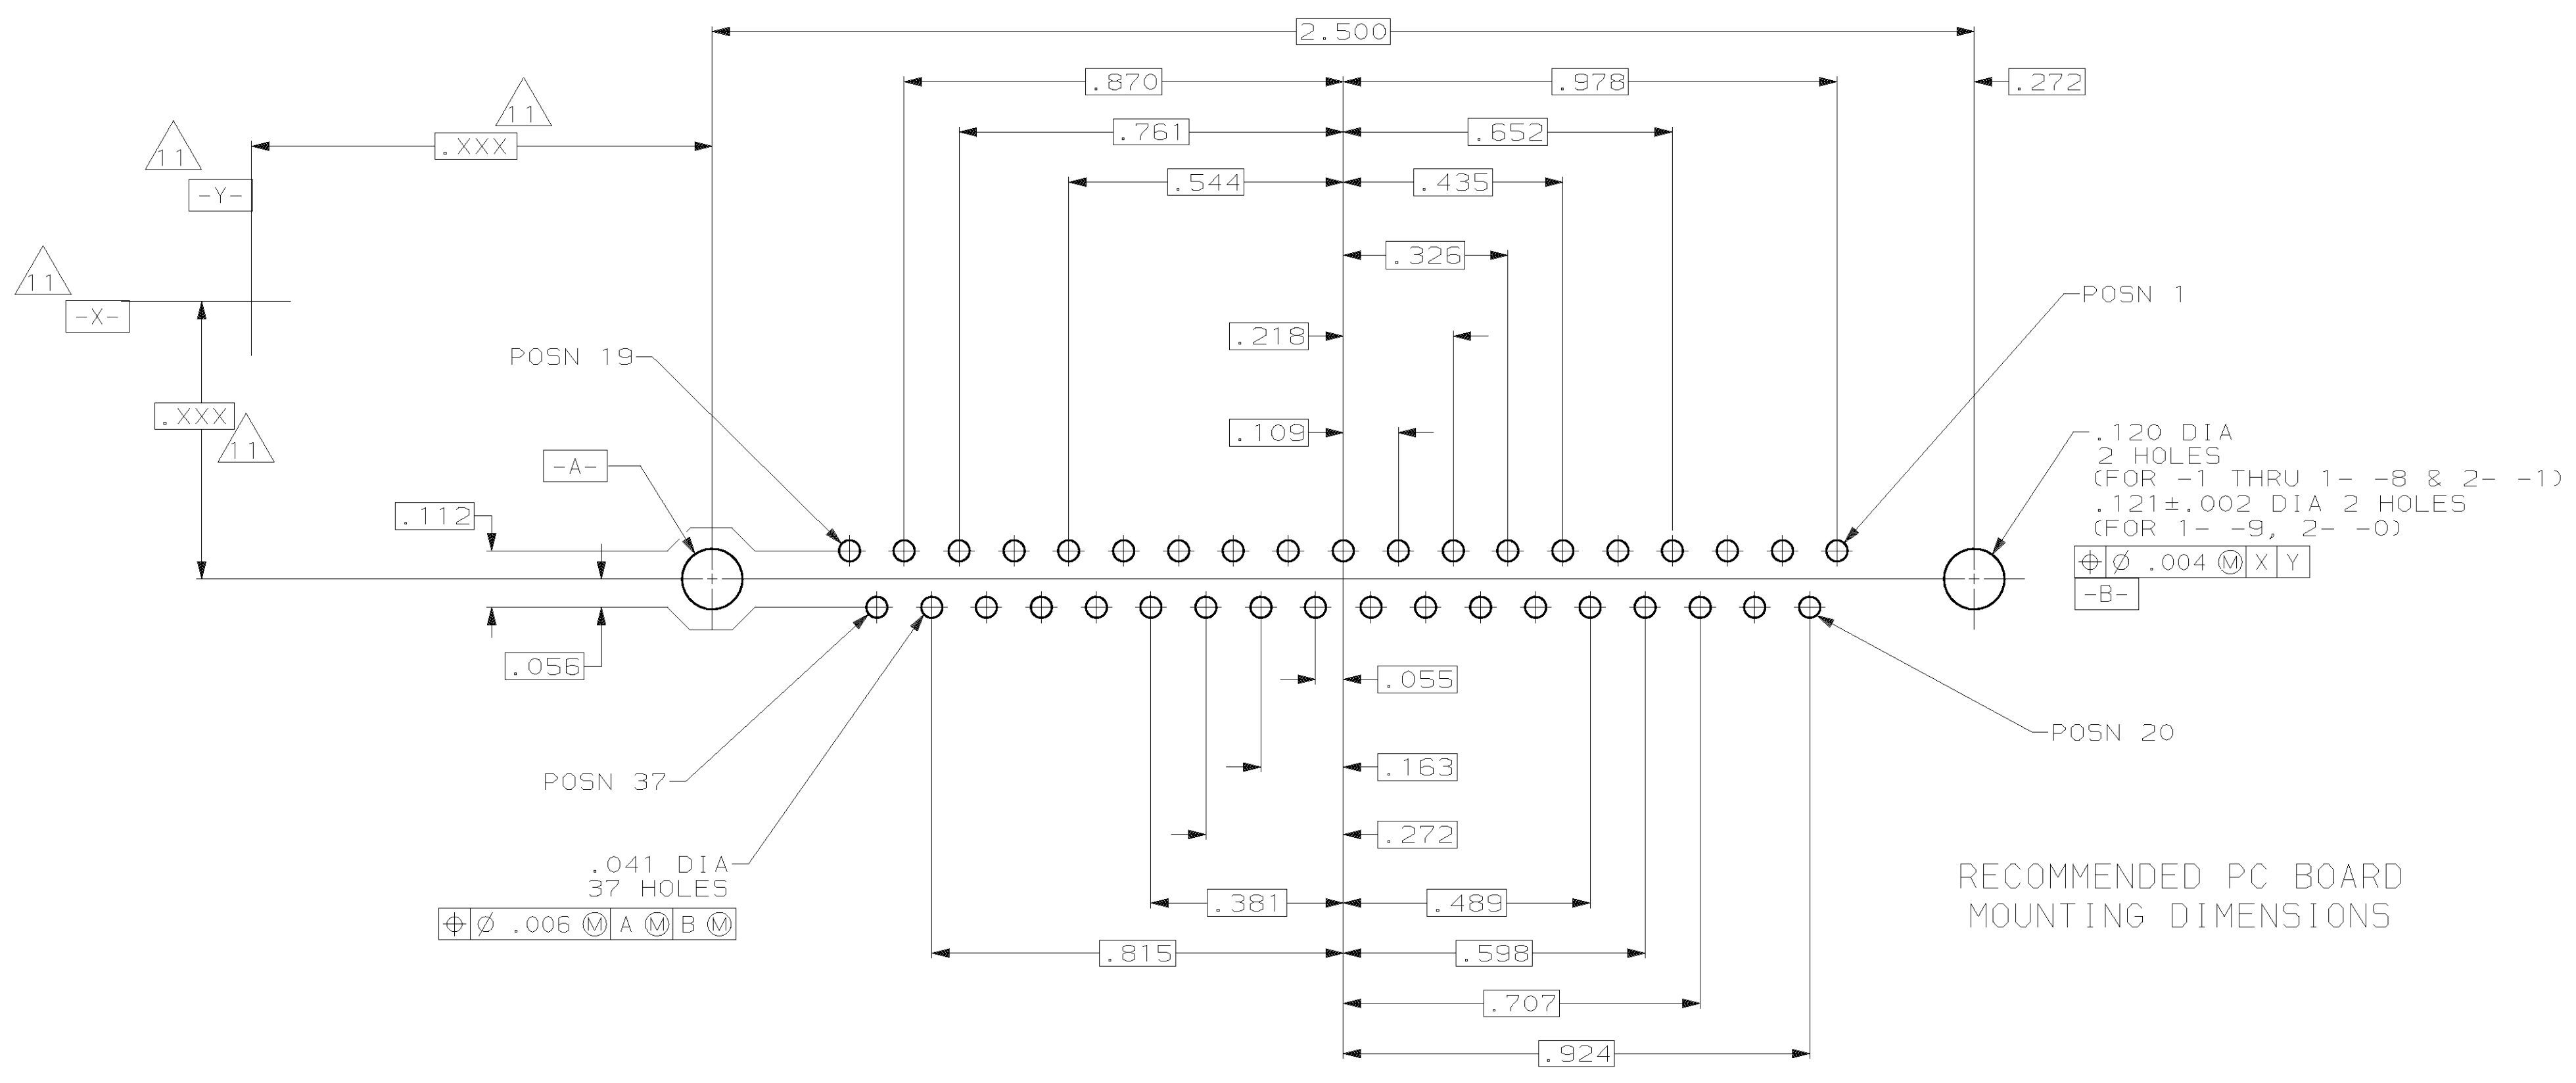 2.500
.870
.978
.272
11
.761
.652
11
.XXX
.544
.435
-Y-
.326
11
POSN 1
-X-
.218
POSN 19
.XXX
11
.109
.120 DIA
2 HOLES
(FOR -1 THRU 1- -8 & 2- -1)
.121±.002 DIA 2 HOLES
(FOR 1- -9, 2- -0)
⌖ Ø .004 Ⓜ X Y
-B-
-A-
.112
.056
.055
POSN 20
.163
POSN 37
.272
.041 DIA
37 HOLES
⌖ Ø .006 Ⓜ A Ⓜ B Ⓜ
.381
.489
RECOMMENDED PC BOARD
MOUNTING DIMENSIONS
.815
.598
.707
.924